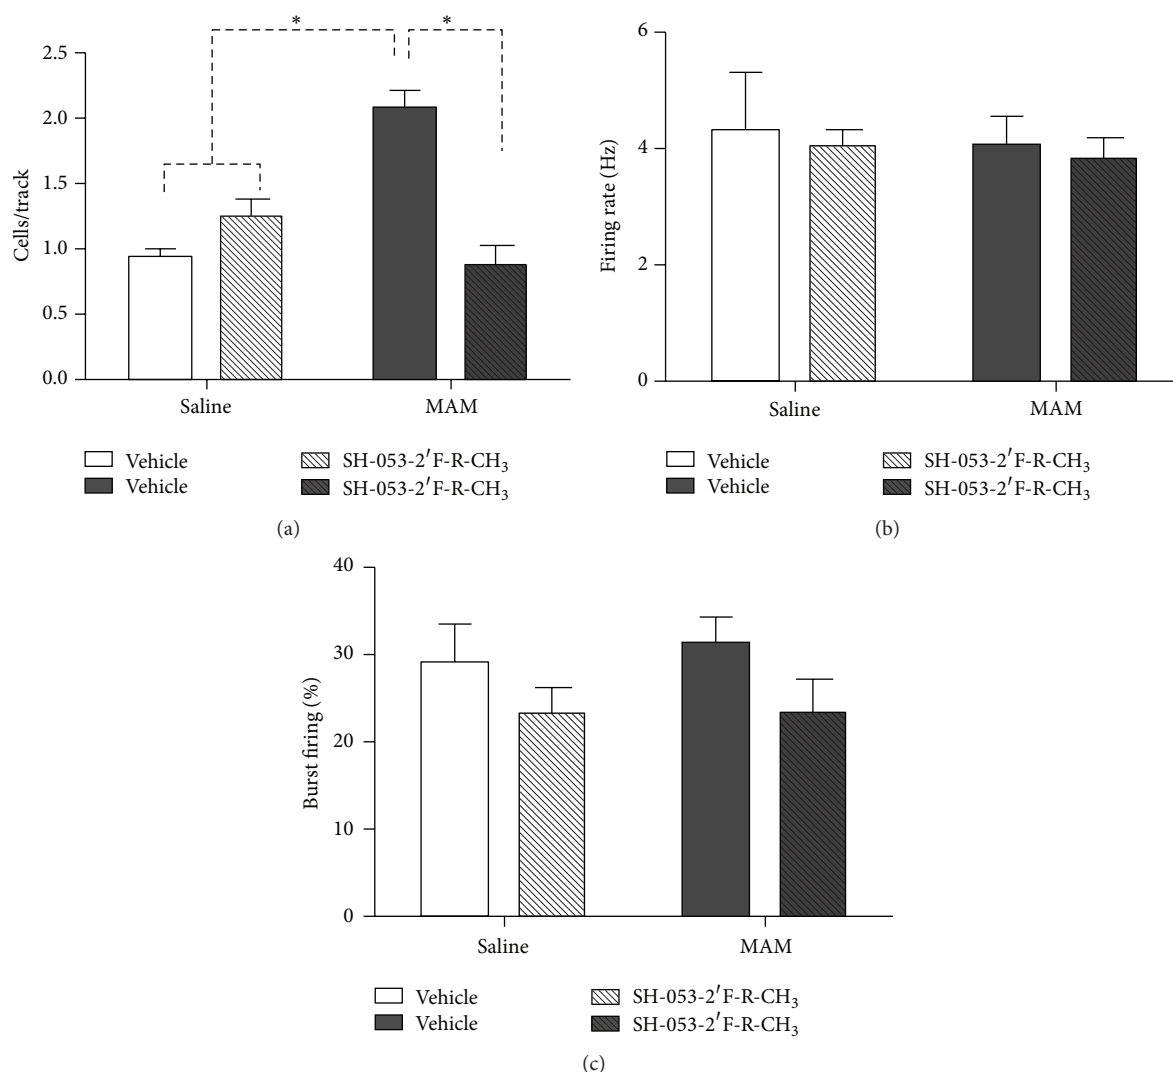 * *
2.5
2.0
1.5
1.0
0.5
0.0
Cells/track
Saline MAM
Vehicle SH-053-2′F-R-CH₃
Vehicle SH-053-2′F-R-CH₃
(a)
6
4
2
0
Firing rate (Hz)
Saline MAM
Vehicle SH-053-2′F-R-CH₃
Vehicle SH-053-2′F-R-CH₃
(b)
40
30
20
10
0
Burst firing (%)
Saline MAM
Vehicle SH-053-2′F-R-CH₃
Vehicle SH-053-2′F-R-CH₃
(c)